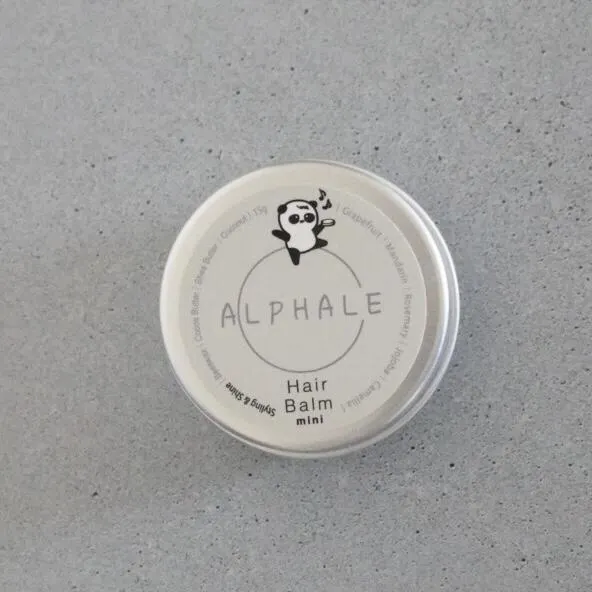 ALPHALE
Hair
Balm
mini
Styling & Shine | Beeswax | Cocoa Butter | Shea Butter | Coconut | 15g
| Grapefruit | Mandarin | Rosemary | Jojoba | Camellia |